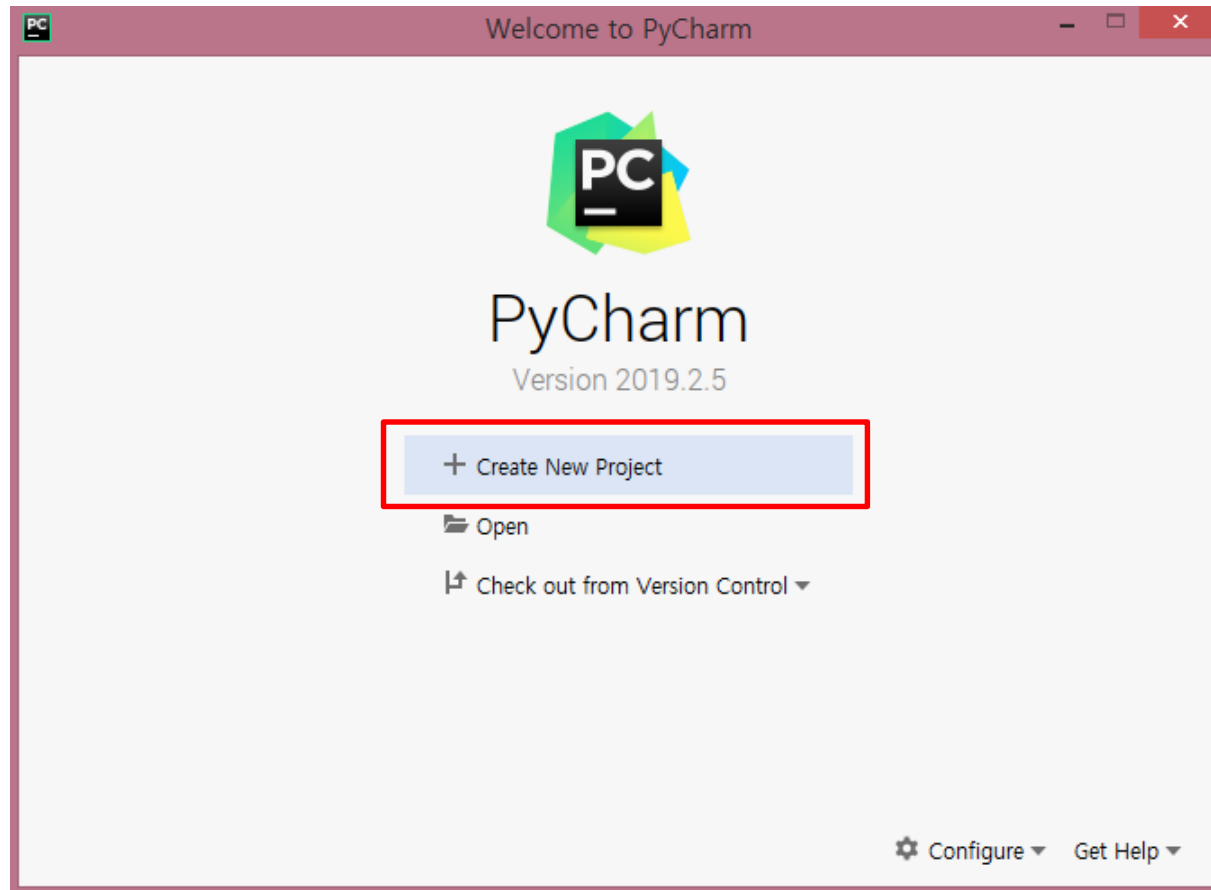 PC
Welcome to PyCharm
PC
PyCharm
Version 2019.2.5
Create New Project
Open
Check out from Version Control
Configure
Get Help